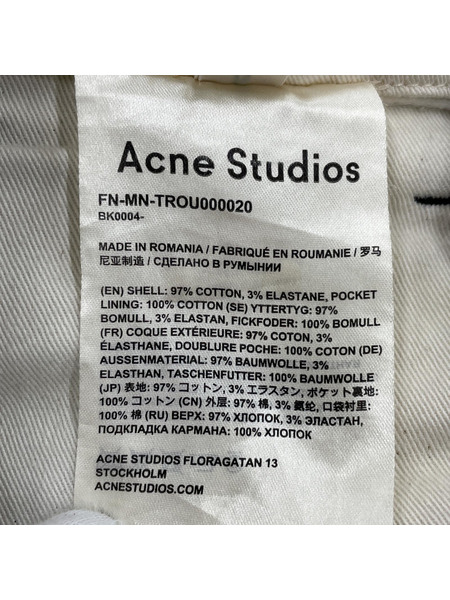 Acne Studios
FN-MN-TROU000020
BK0004-
MADE IN ROMANIA / FABRIQUÉ EN ROUMANIE / 罗马
尼亚制造 / СДЕЛАНО В РУМЫНИИ
(EN) SHELL: 97% COTTON, 3% ELASTANE, POCKET
LINING: 100% COTTON (SE) YTTERTYG: 97%
BOMULL, 3% ELASTAN, FICKFODER: 100% BOMULL
(FR) COQUE EXTÉRIEURE: 97% COTON, 3%
ÉLASTHANE, DOUBLURE POCHE: 100% COTON (DE)
AUSSENMATERIAL: 97% BAUMWOLLE, 3%
ELASTHAN, TASCHENFUTTER: 100% BAUMWOLLE
(JP) 表地: 97% コットン, 3% エラスタン, ポケット裏地:
100% コットン (CN) 外层: 97% 棉, 3% 氨纶, 口袋衬里:
100% 棉 (RU) ВЕРХ: 97% ХЛОПОК, 3% ЭЛАСТАН,
ПОДКЛАДКА КАРМАНА: 100% ХЛОПОК
ACNE STUDIOS FLORAGATAN 13
STOCKHOLM
ACNESTUDIOS.COM